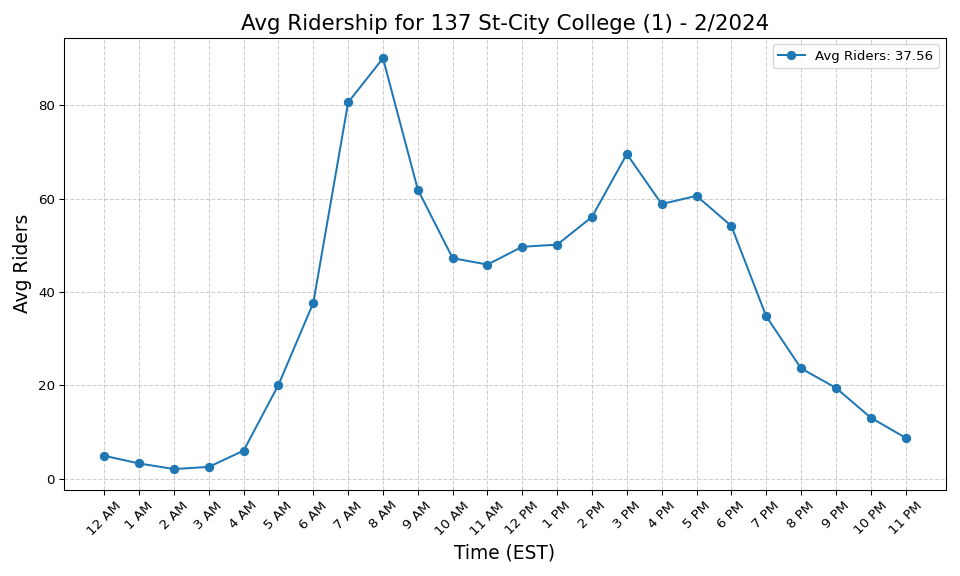 Avg Ridership for 137 St-City College (1) - 2/2024
Avg Riders: 37.56
Avg Riders
80
60
40
20
0
12 AM 1 AM 2 AM 3 AM 4 AM 5 AM 6 AM 7 AM 8 AM 9 AM 10 AM 11 AM 12 PM 1 PM 2 PM 3 PM 4 PM 5 PM 6 PM 7 PM 8 PM 9 PM 10 PM 11 PM
Time (EST)